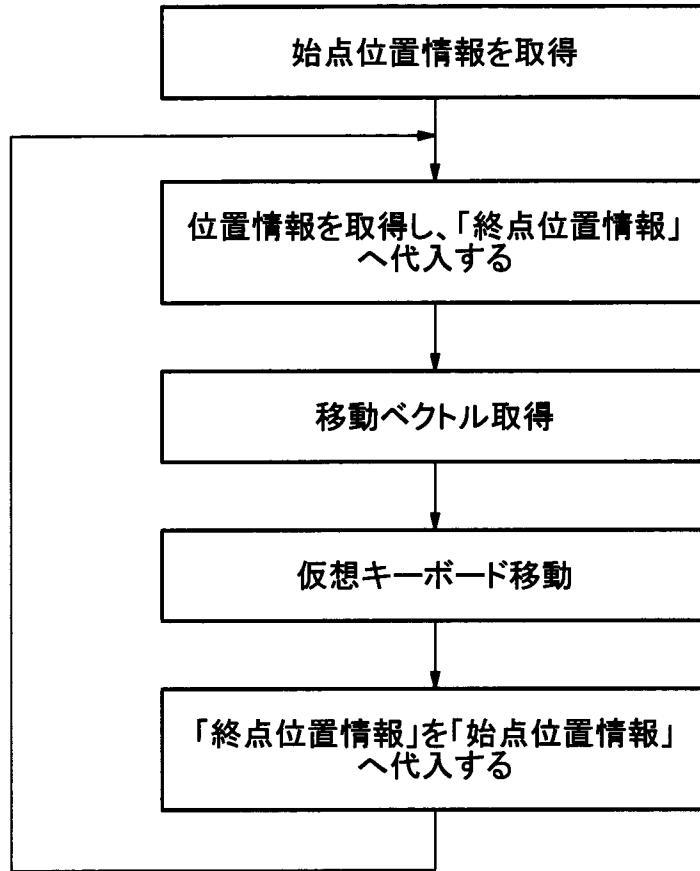 始点位置情報を取得
位置情報を取得し、「終点位置情報」
へ代入する
移動ベクトル取得
仮想キーボード移動
「終点位置情報」を「始点位置情報」
へ代入する